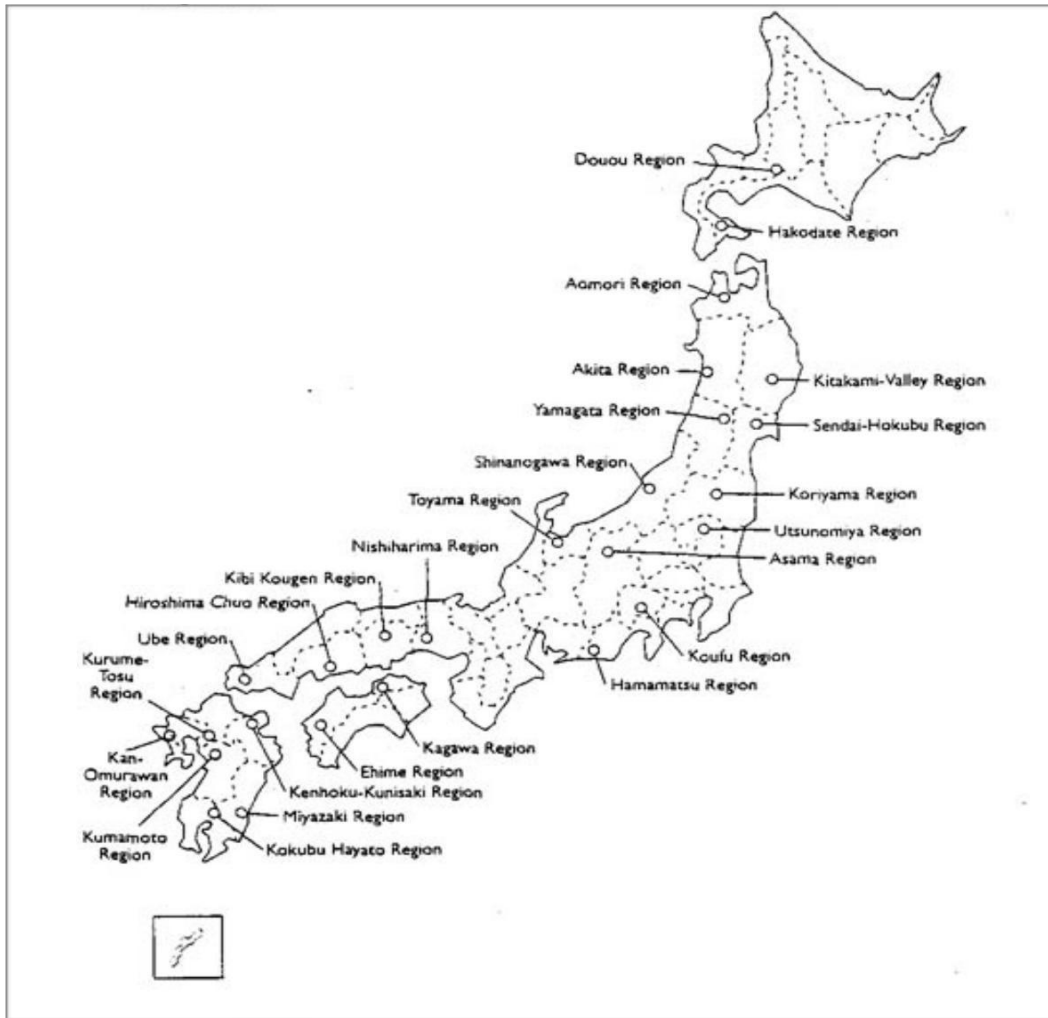 Douou Region
Hakodate Region
Aomori Region
Akita Region
Kitakami-Valley Region
Yamagata Region
Sendai-Hokubu Region
Shinanogawa Region
Koriyama Region
Toyama Region
Utsunomiya Region
Nishiharima Region
Asama Region
Kibi Kougen Region
Hiroshima Chuo Region
Ube Region
Koufu Region
Kurume-
Tosu
Region
Hamamatsu Region
Kagawa Region
Kan-
Omurawan
Region
Ehime Region
Kenhoku-Kunisaki Region
Miyazaki Region
Kumamoto
Region
Kokubu Hayato Region